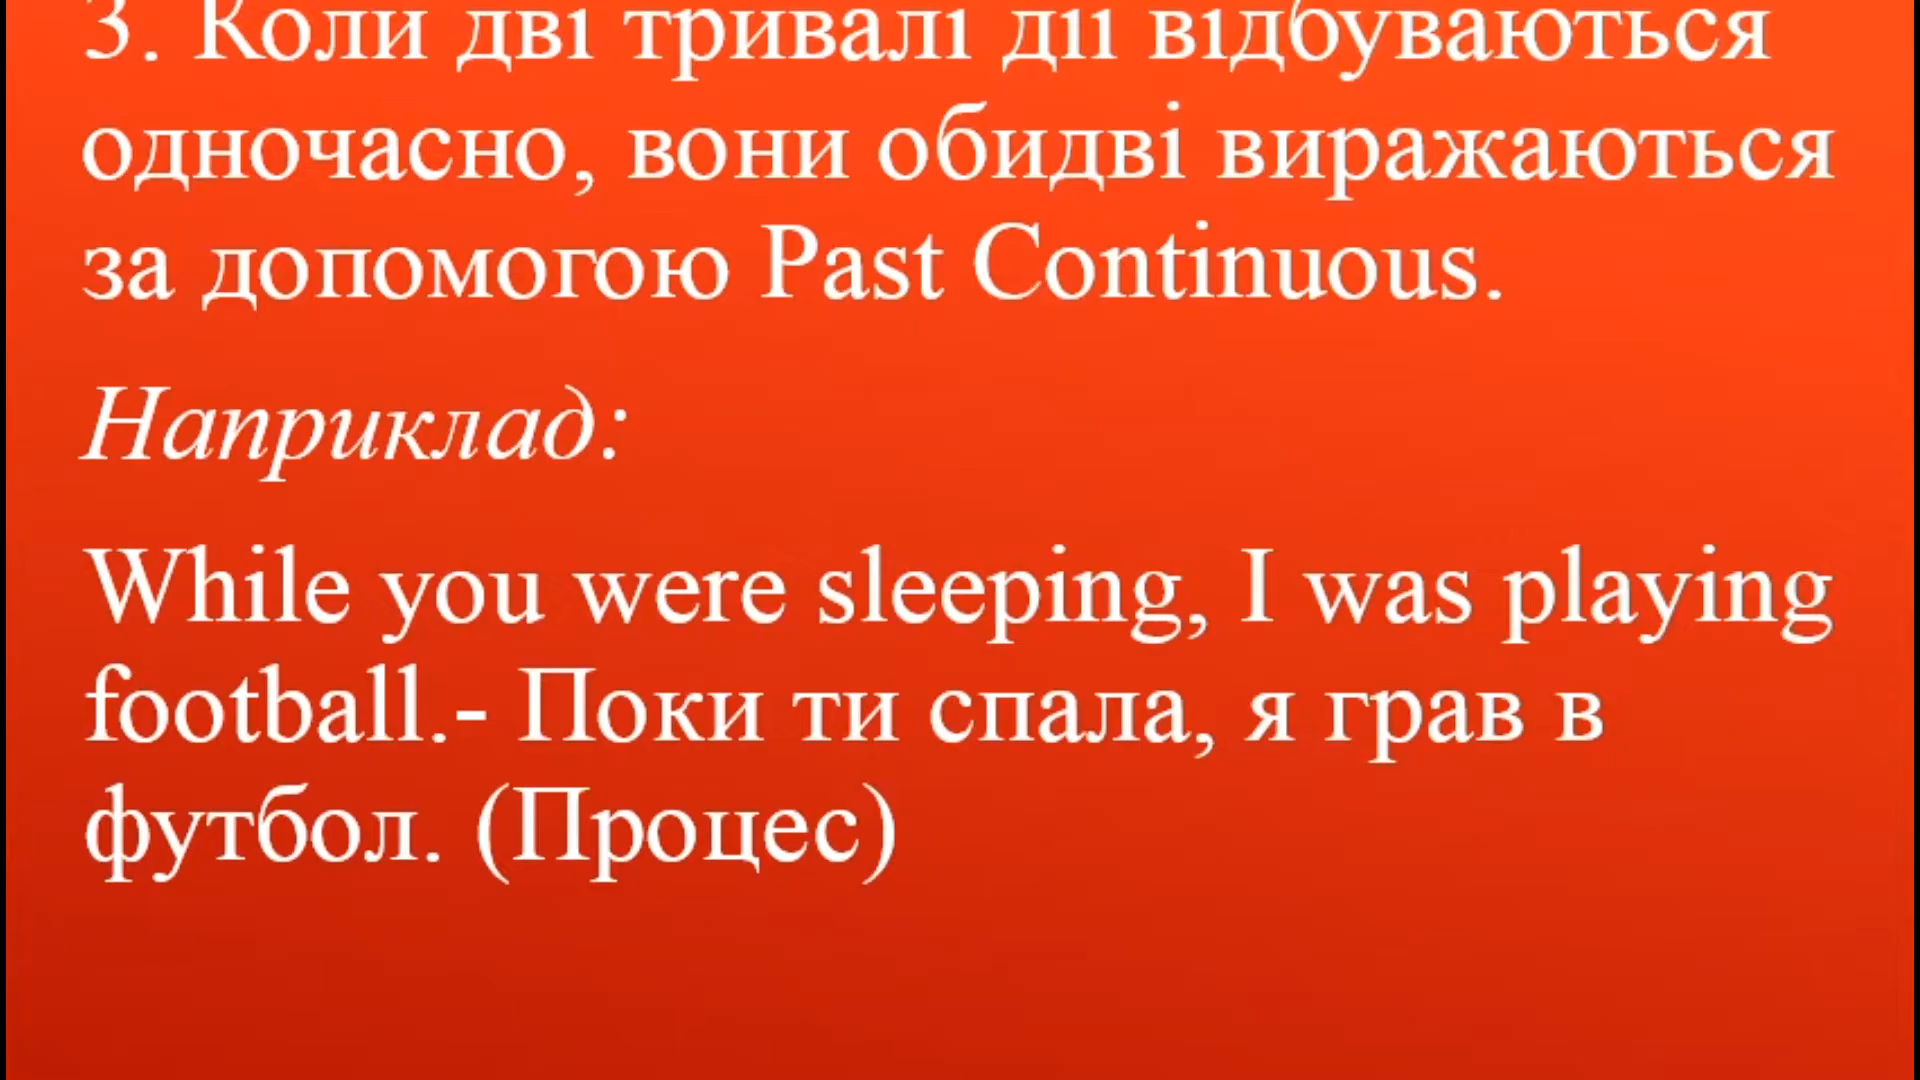 3. Коли дві тривалі дії відбуваються
одночасно, вони обидві виражаються
за допомогою Past Continuous.
Наприклад:
While you were sleeping, I was playing
football.- Поки ти спала, я грав в
футбол. (Процес)